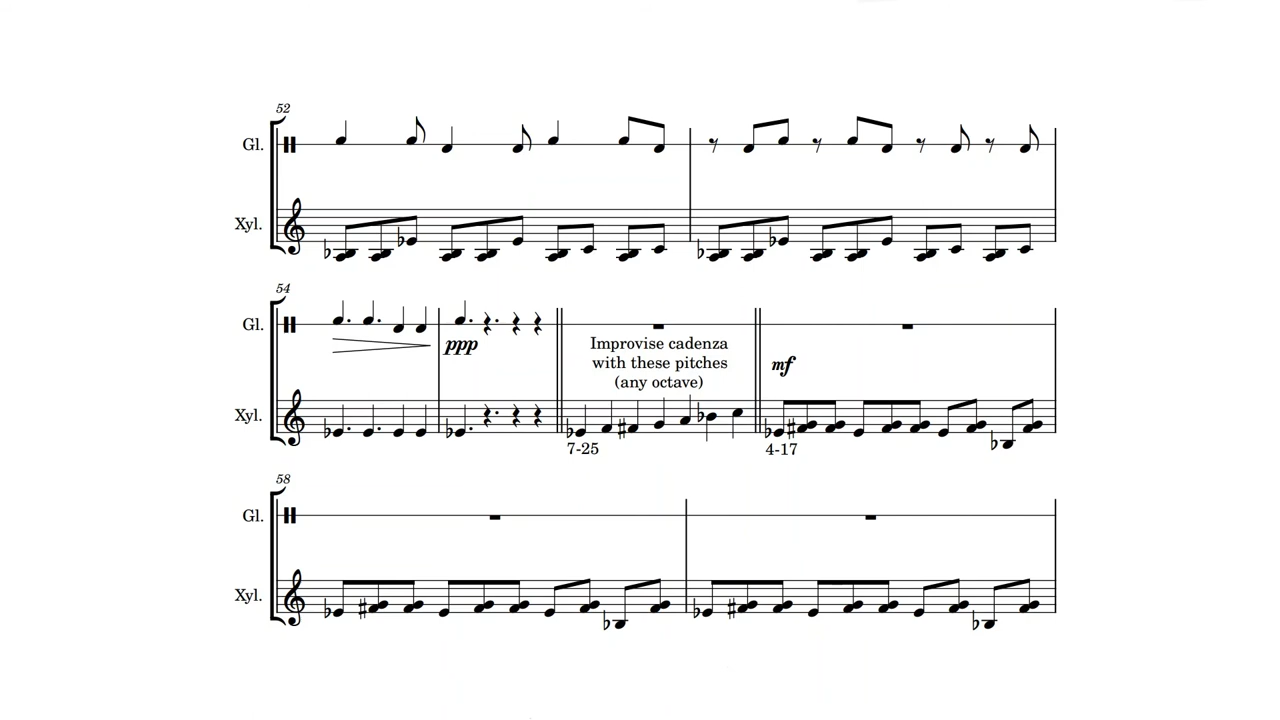 52
Gl.
Xyl.
54
Gl.
ppp
Improvise cadenza
with these pitches
(any octave)
mf
Xyl.
7-25
4-17
58
Gl.
Xyl.